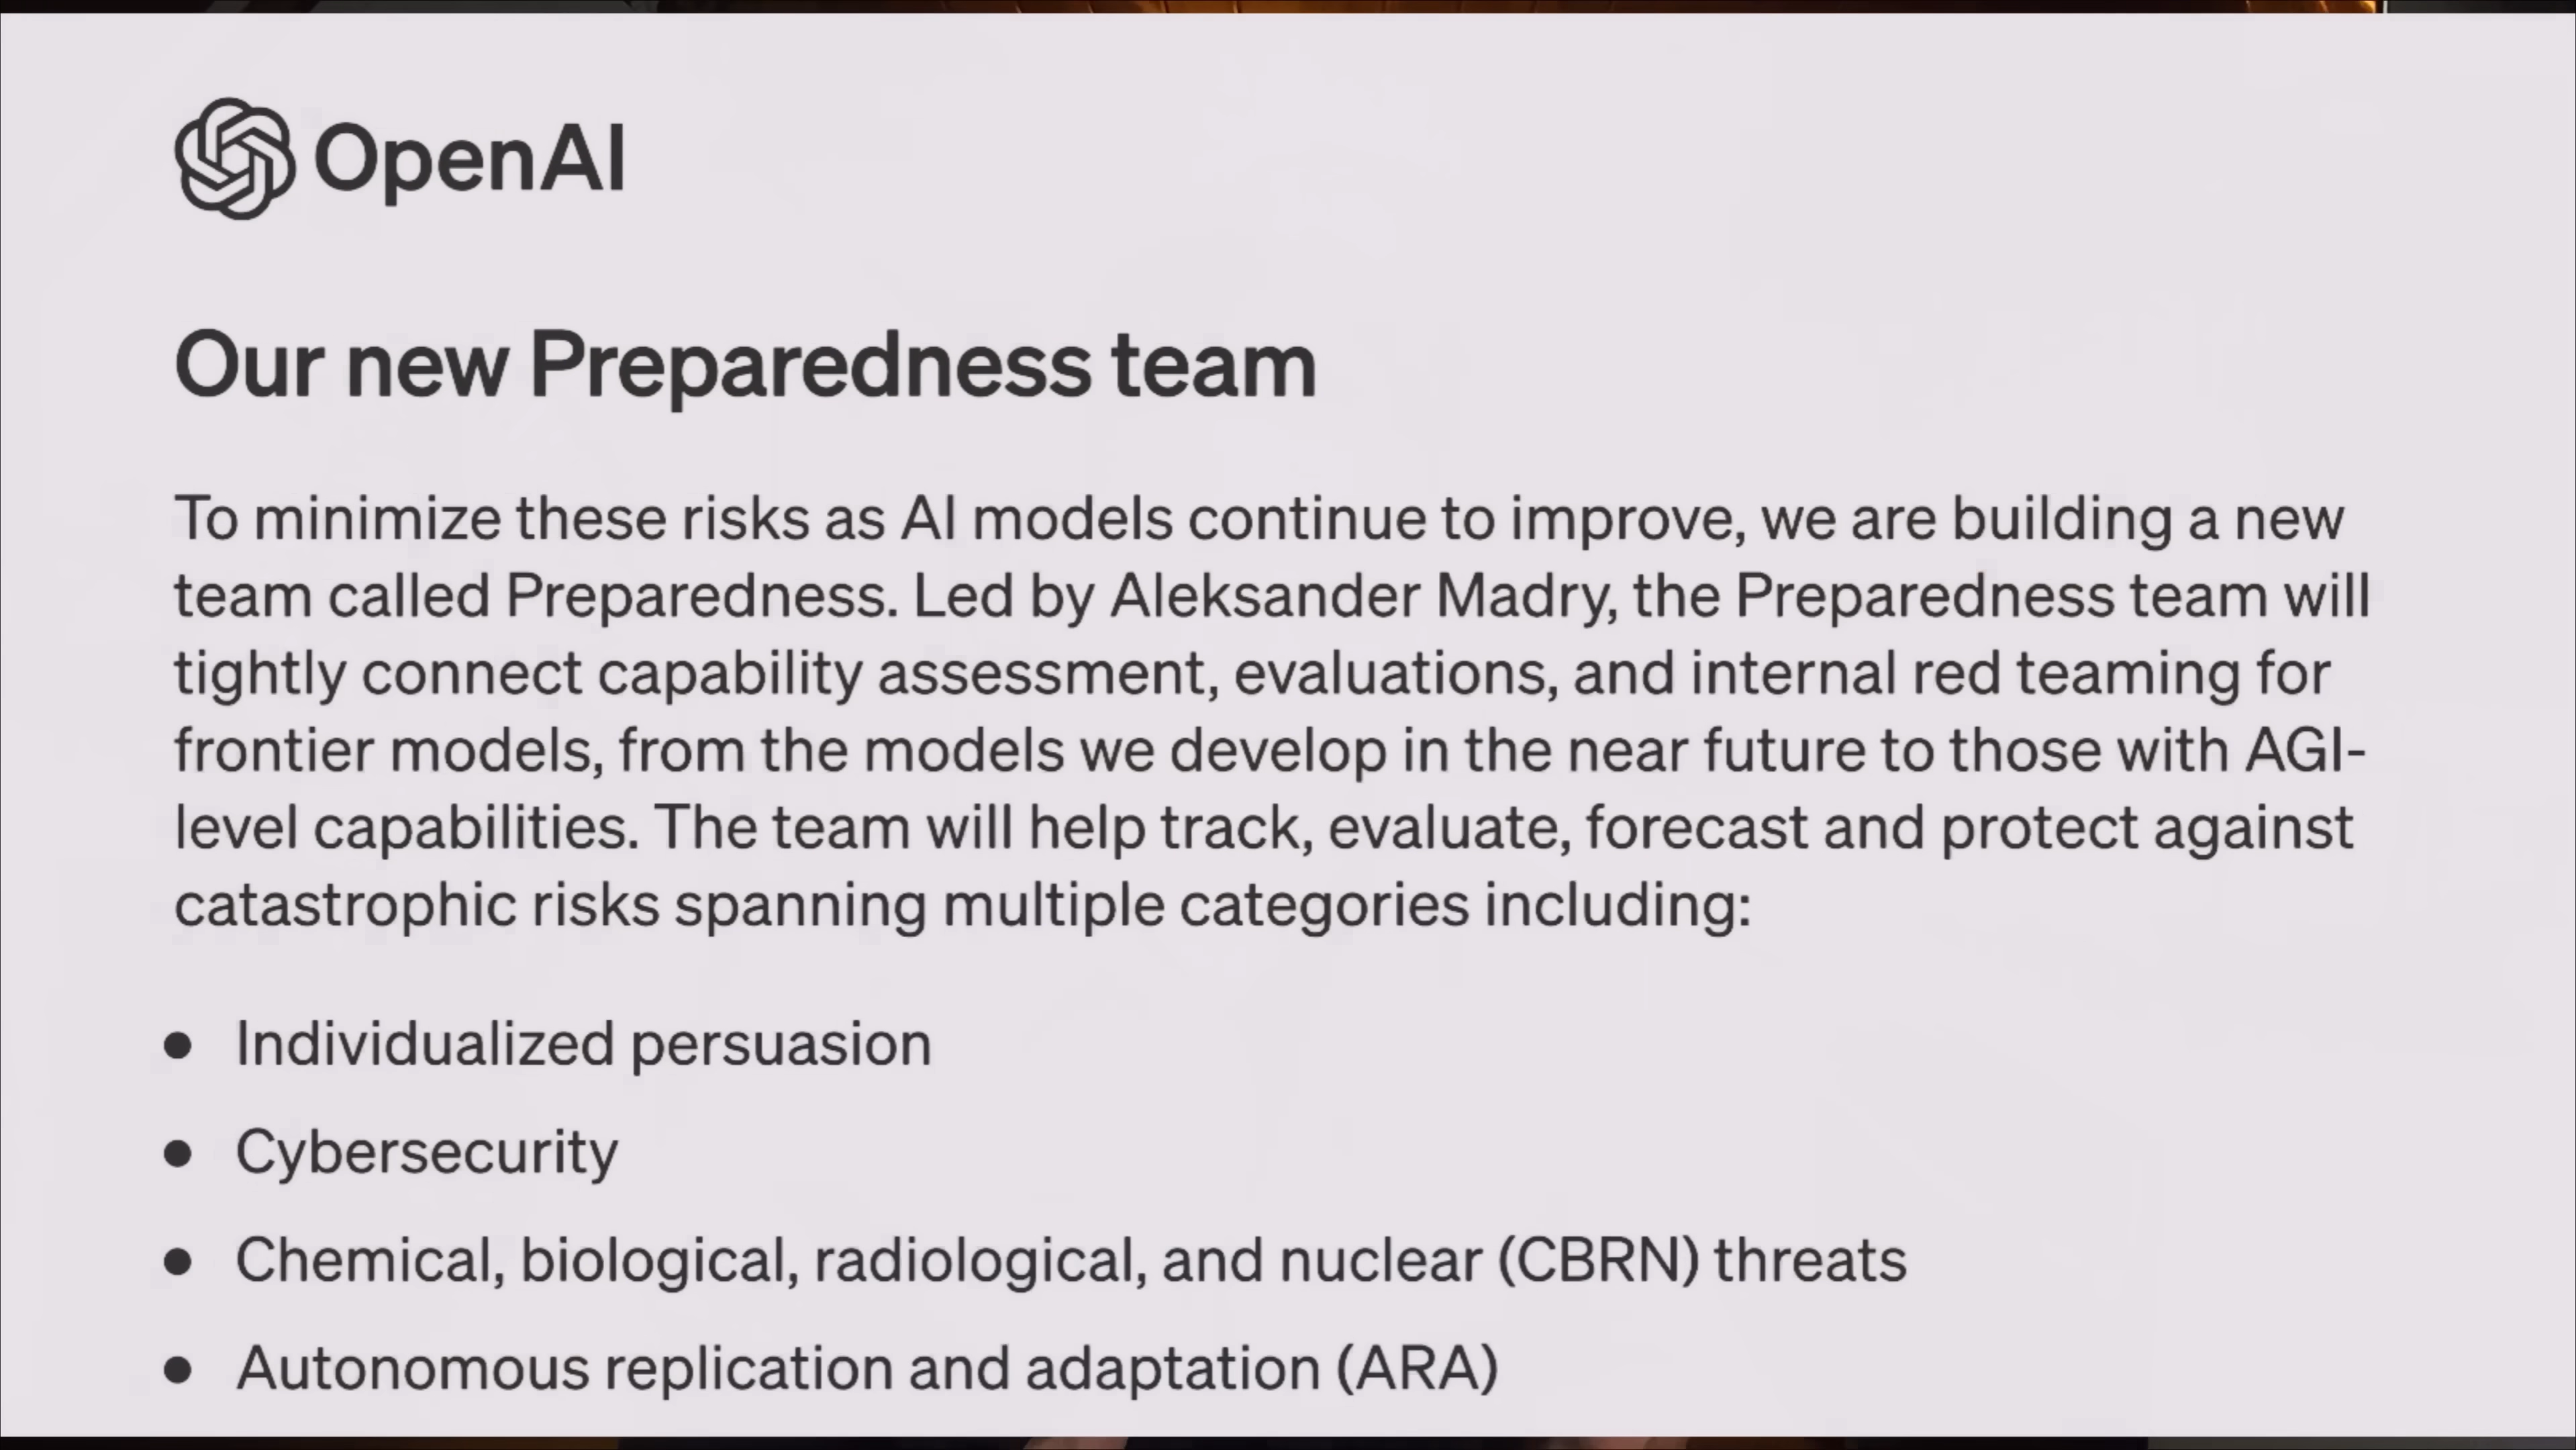 OpenAI
Our new Preparedness team
To minimize these risks as AI models continue to improve, we are building a new
team called Preparedness. Led by Aleksander Madry, the Preparedness team will
tightly connect capability assessment, evaluations, and internal red teaming for
frontier models, from the models we develop in the near future to those with AGI-
level capabilities. The team will help track, evaluate, forecast and protect against
catastrophic risks spanning multiple categories including:
• Individualized persuasion
• Cybersecurity
• Chemical, biological, radiological, and nuclear (CBRN) threats
• Autonomous replication and adaptation (ARA)